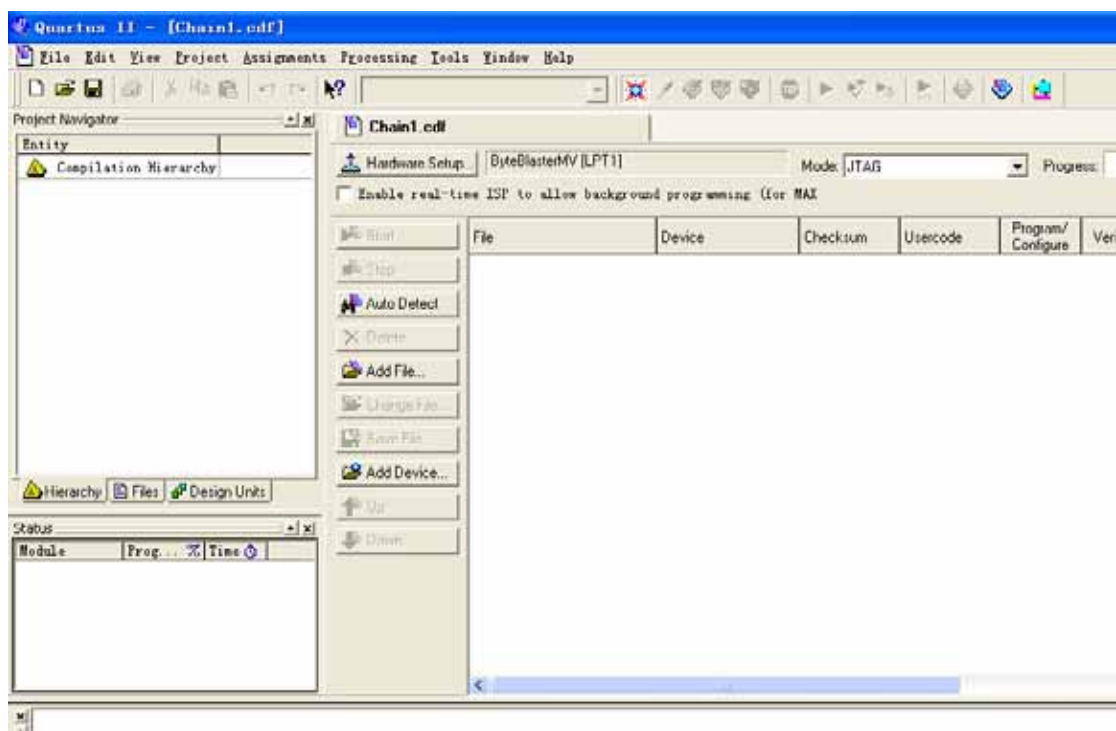 Quartus II - [Chain1.cdf]
File Edit View Project Assignments Processing Tools Window Help
Project Navigator
Entity
Compilation Hierarchy
Hierarchy Files Design Units
Status
Module Prog... % Time
Chain1.cdf
Hardware Setup... ByteBlasterMV [LPT1] Mode: JTAG Progress:
Enable real-time ISP to allow background programming (for MAX
Start
Stop
Auto Detect
Delete
Add File...
Change File...
Save File
Add Device...
Up
Down
File Device Checksum Usercode Program/
Configure Ver